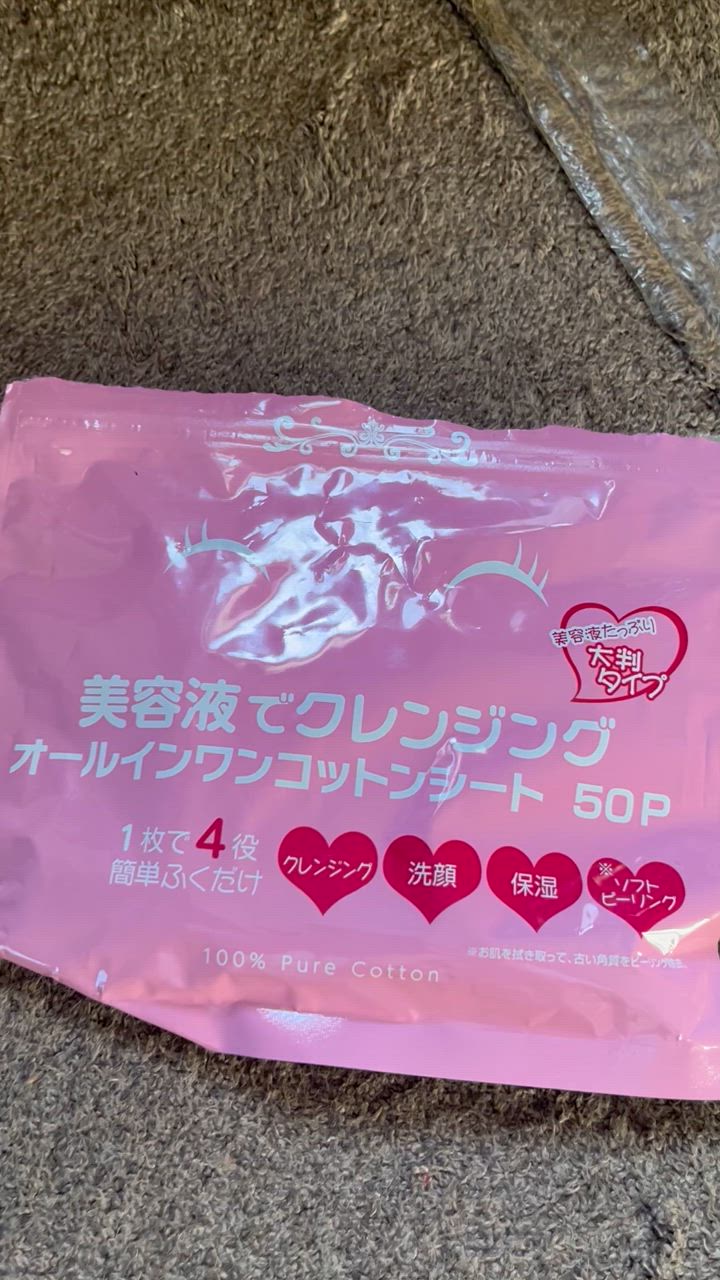 美容液たっぷり
大判
タイプ
美容液でクレンジング
オールインワンコットンシート 50P
1枚で4役
簡単ふくだけ
クレンジング
洗顔
保湿
※ソフト
ピーリング
100% Pure Cotton
※お肌を拭き取って、古い角質をピーリング